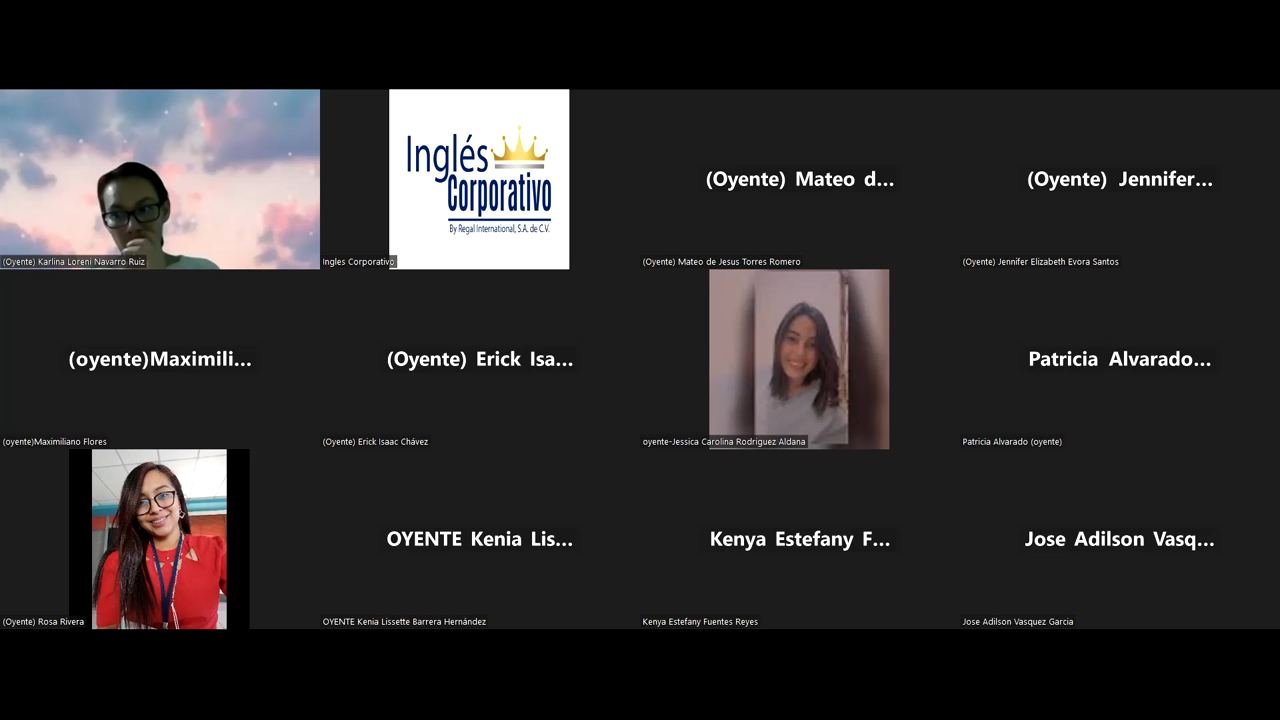 (Oyente) Karlina Loreni Navarro Ruiz
Inglés
Corporativo
By Regal International, S.A. de C.V.
Ingles Corporativo
(Oyente) Mateo d...
(Oyente) Mateo de Jesus Torres Romero
(Oyente) Jennifer...
(Oyente) Jennifer Elizabeth Evora Santos
(oyente)Maximili...
(oyente)Maximiliano Flores
(Oyente) Erick Isa...
(Oyente) Erick Isaac Chávez
oyente-Jessica Carolina Rodriguez Aldana
Patricia Alvarado...
Patricia Alvarado (oyente)
(Oyente) Rosa Rivera
OYENTE Kenia Lis...
OYENTE Kenia Lissette Barrera Hernández
Kenya Estefany F...
Kenya Estefany Fuentes Reyes
Jose Adilson Vasq...
Jose Adilson Vasquez Garcia